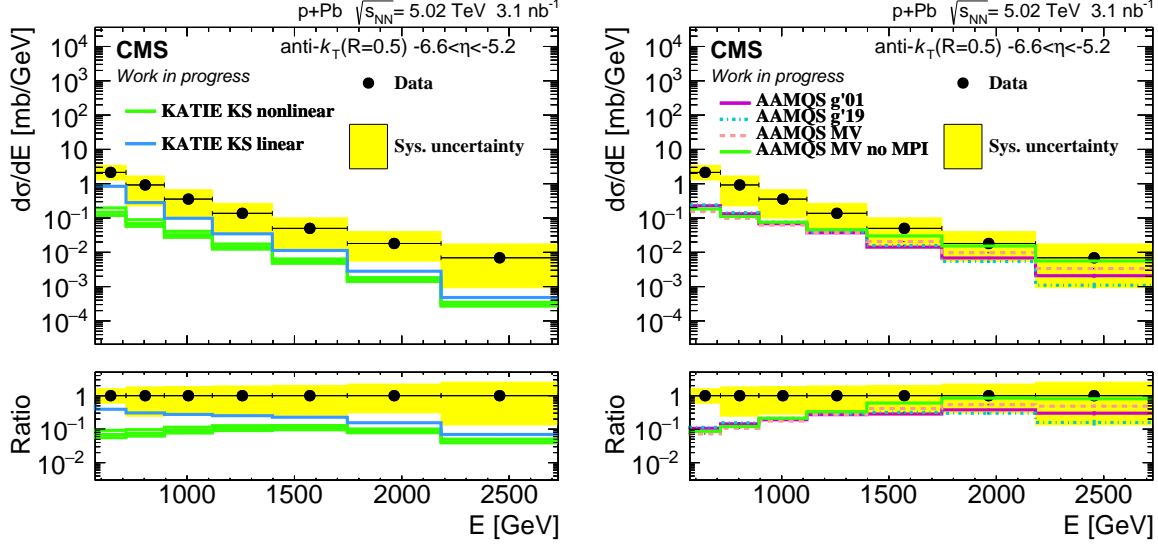 p+Pb √s_NN = 5.02 TeV 3.1 nb⁻¹
CMS
anti-k_T(R=0.5) -6.6<η<-5.2
Work in progress
Data
KATIE KS nonlinear
KATIE KS linear
Sys. uncertainty
dσ/dE [mb/GeV]
10⁴
10³
10²
10
1
10⁻¹
10⁻²
10⁻³
10⁻⁴
Ratio
1
10⁻¹
10⁻²
1000 1500 2000 2500
E [GeV]
p+Pb √s_NN = 5.02 TeV 3.1 nb⁻¹
CMS
anti-k_T(R=0.5) -6.6<η<-5.2
Work in progress
Data
AAMQS g'01
AAMQS g'19
AAMQS MV
AAMQS MV no MPI
Sys. uncertainty
dσ/dE [mb/GeV]
10⁴
10³
10²
10
1
10⁻¹
10⁻²
10⁻³
10⁻⁴
Ratio
1
10⁻¹
10⁻²
1000 1500 2000 2500
E [GeV]